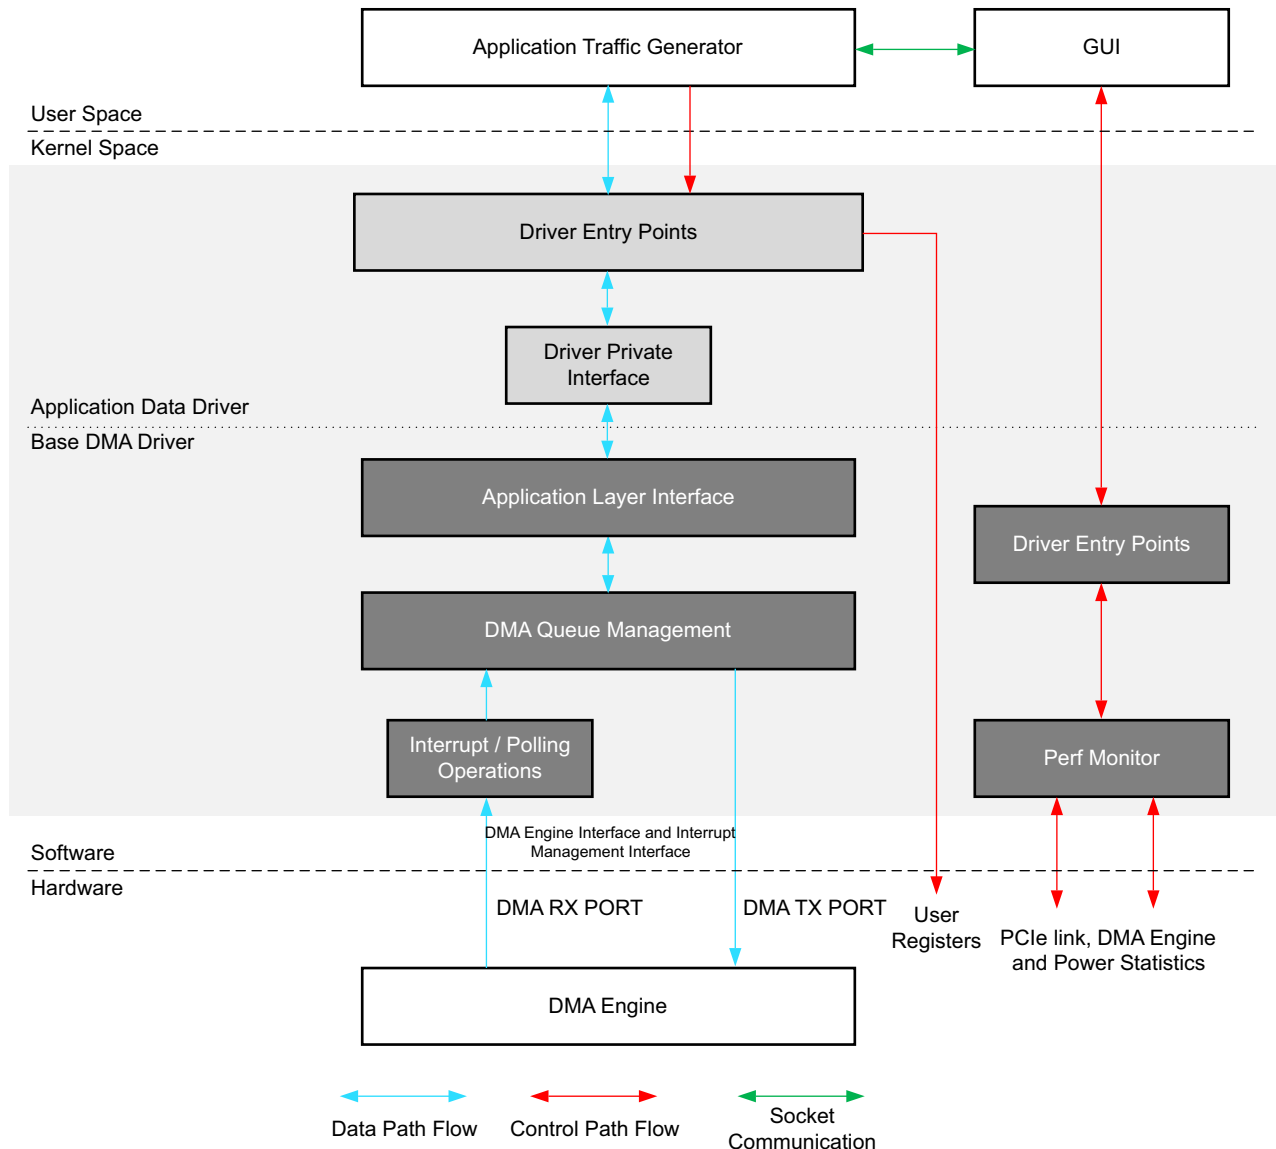 Application Traffic Generator
GUI
User Space
Kernel Space
Driver Entry Points
Driver Private
Interface
Application Data Driver
Base DMA Driver
Application Layer Interface
Driver Entry Points
DMA Queue Management
Interrupt / Polling
Operations
Perf Monitor
DMA Engine Interface and Interrupt
Management Interface
Software
Hardware
DMA RX PORT
DMA TX PORT
User
Registers
PCIe link, DMA Engine
and Power Statistics
DMA Engine
Data Path Flow
Control Path Flow
Socket
Communication